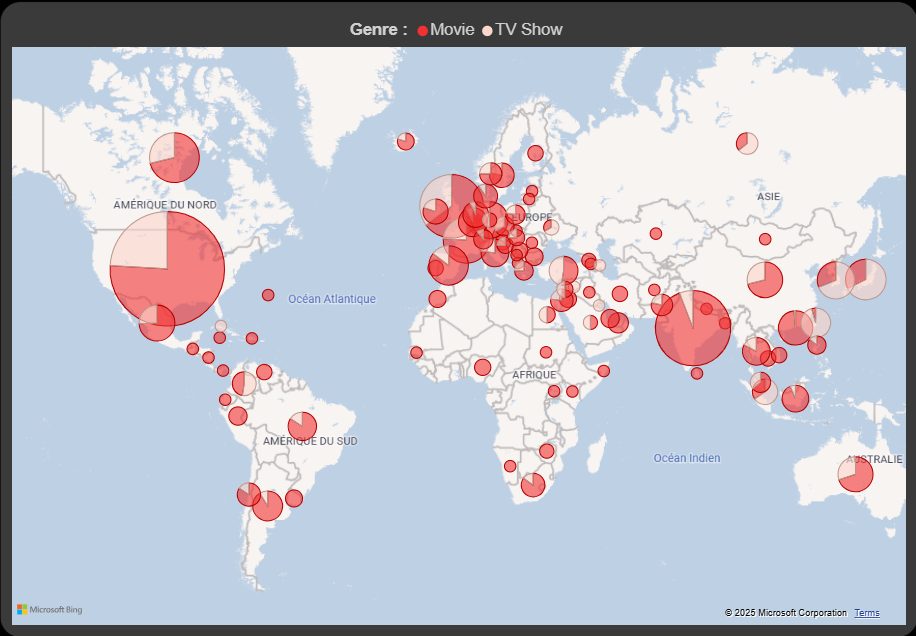 Genre : Movie TV Show
AMÉRIQUE DU NORD
ASIE
EUROPE
Océan Atlantique
AFRIQUE
AMÉRIQUE DU SUD
Océan Indien
AUSTRALIE
Microsoft Bing
© 2025 Microsoft Corporation Terms